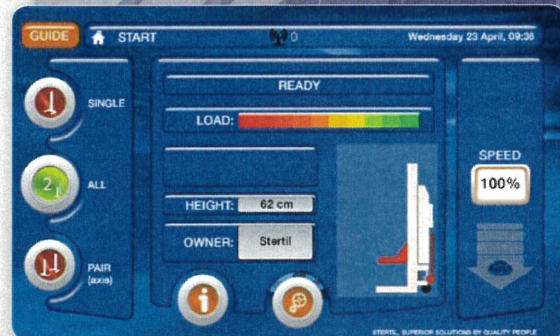 GUIDE START 0 Wednesday 23 April, 09:36
READY
SINGLE
LOAD:
2 ALL
SPEED
100%
HEIGHT: 62 cm
OWNER: Stertil
PAIR
(axis)
i
STERTIL, SUPERIOR SOLUTIONS BY QUALITY PEOPLE